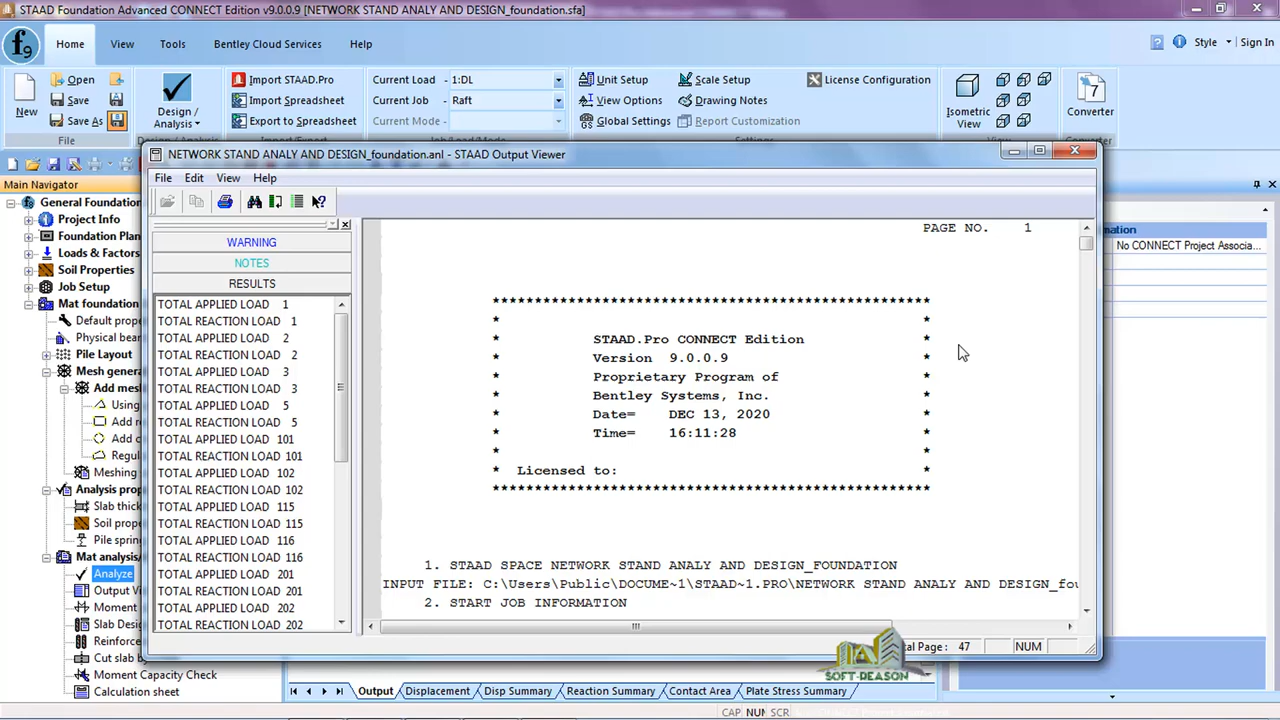 STAAD Foundation Advanced CONNECT Edition v9.0.0.9 [NETWORK STAND ANALY AND DESIGN_foundation.sfa]
Home View Tools Bentley Cloud Services Help Style Sign In
New
Open
Save
Save As
File
Design / Analysis
Import STAAD.Pro
Import Spreadsheet
Export to Spreadsheet
Current Load 1:DL
Current Job Raft
Current Mode
Unit Setup Scale Setup License Configuration
View Options Drawing Notes
Global Settings Report Customization
Isometric View
View
Converter
NETWORK STAND ANALY AND DESIGN_foundation.anl - STAAD Output Viewer
File Edit View Help
Main Navigator
General Foundation
Project Info
Foundation Plan
Loads & Factors
Soil Properties
Job Setup
Mat foundation
Default prope
Physical beam
Pile Layout
Mesh genera
Add mes
Using
Add re
Add c
Regul
Meshing
Analysis prop
Slab thick
Soil prope
Pile spring
Mat analysis/
Analyze
Output Vi
Moment
Slab Desi
Reinforce
Cut slab by
Moment Capacity Check
Calculation sheet
WARNING
NOTES
RESULTS
TOTAL APPLIED LOAD 1
TOTAL REACTION LOAD 1
TOTAL APPLIED LOAD 2
TOTAL REACTION LOAD 2
TOTAL APPLIED LOAD 3
TOTAL REACTION LOAD 3
TOTAL APPLIED LOAD 5
TOTAL REACTION LOAD 5
TOTAL APPLIED LOAD 101
TOTAL REACTION LOAD 101
TOTAL APPLIED LOAD 102
TOTAL REACTION LOAD 102
TOTAL APPLIED LOAD 115
TOTAL REACTION LOAD 115
TOTAL APPLIED LOAD 116
TOTAL REACTION LOAD 116
TOTAL APPLIED LOAD 201
TOTAL REACTION LOAD 201
TOTAL APPLIED LOAD 202
TOTAL REACTION LOAD 202
PAGE NO. 1
****************************************************
* *
* STAAD.Pro CONNECT Edition *
* Version 9.0.0.9 *
* Proprietary Program of *
* Bentley Systems, Inc. *
* Date= DEC 13, 2020 *
* Time= 16:11:28 *
* *
* Licensed to: *
****************************************************
1. STAAD SPACE NETWORK STAND ANALY AND DESIGN_FOUNDATION
INPUT FILE: C:\Users\Public\DOCUME~1\STAAD~1.PRO\NETWORK STAND ANALY AND DESIGN_fou
2. START JOB INFORMATION
mation
No CONNECT Project Associa...
SOFT-REASON
tal Page: 47 NUM
Output Displacement Disp Summary Reaction Summary Contact Area Plate Stress Summary
CAP NUM SCR